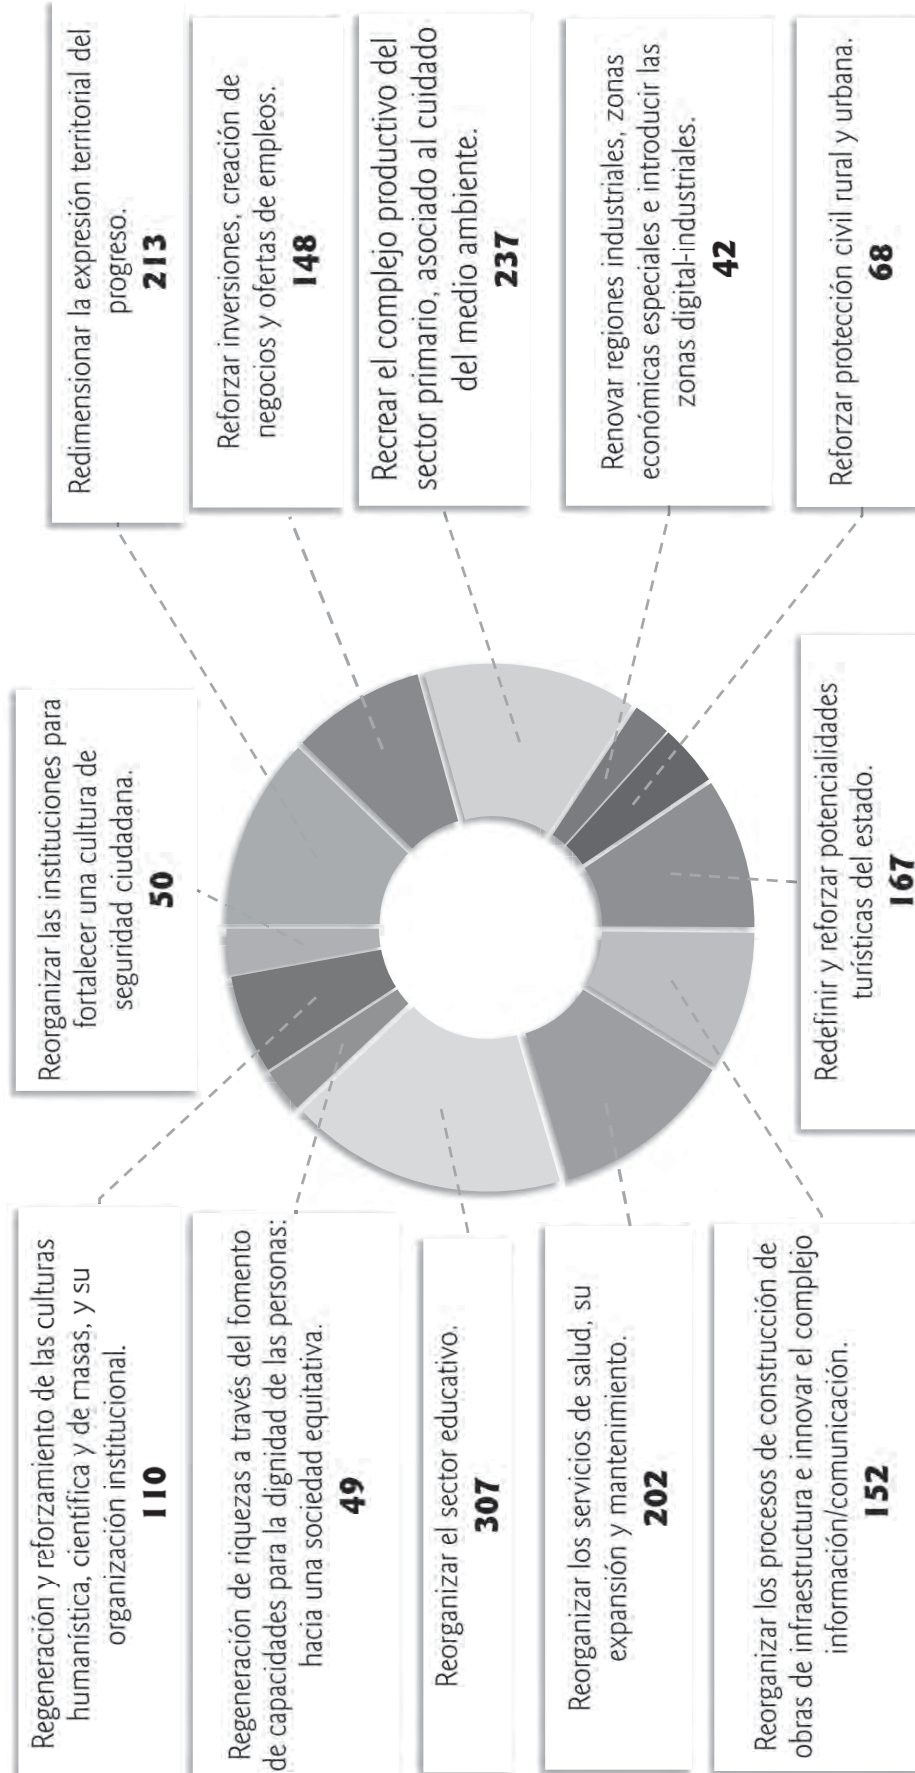 Regeneración y reforzamiento de las culturas
humanística, científica y de masas, y su
organización institucional.
110
Regeneración de riquezas a través del fomento
de capacidades para la dignidad de las personas:
hacia una sociedad equitativa.
49
Reorganizar el sector educativo.
307
Reorganizar los servicios de salud, su
expansión y mantenimiento.
202
Reorganizar los procesos de construcción de
obras de infraestructura e innovar el complejo
información/comunicación.
152
Reorganizar las instituciones para
fortalecer una cultura de
seguridad ciudadana.
50
Redefinir y reforzar potencialidades
turísticas del estado.
167
Redimensionar la expresión territorial del
progreso.
213
Reforzar inversiones, creación de
negocios y ofertas de empleos.
148
Recrear el complejo productivo del
sector primario, asociado al cuidado
del medio ambiente.
237
Renovar regiones industriales, zonas
económicas especiales e introducir las
zonas digital-industriales.
42
Reforzar protección civil rural y urbana.
68